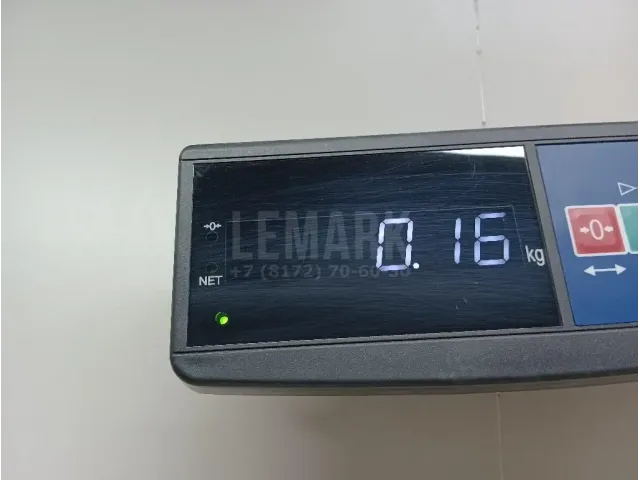 →0←
LEMARK
0.16 kg
+7 (8172) 70-60-30
NET
→0←